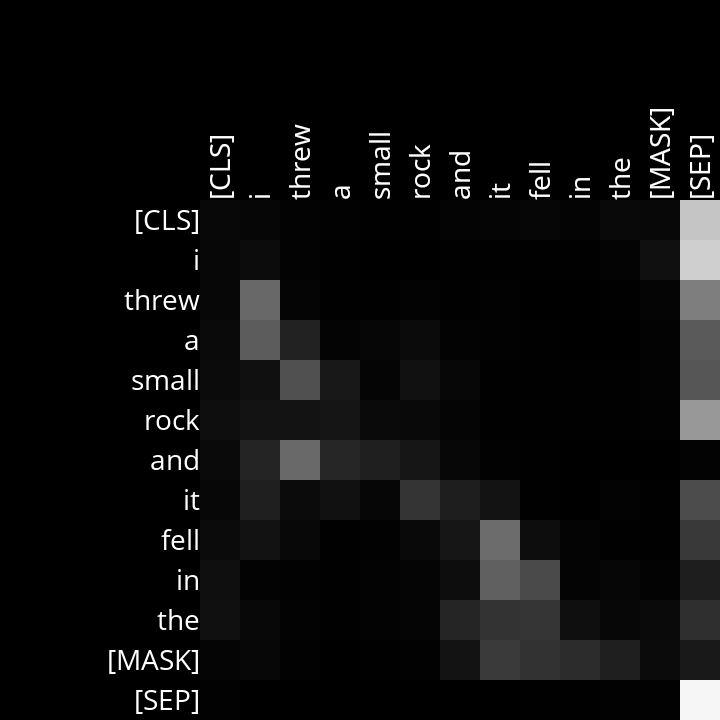 [CLS] i threw a small rock and it fell in the [MASK] [SEP]
[CLS]
i
threw
a
small
rock
and
it
fell
in
the
[MASK]
[SEP]